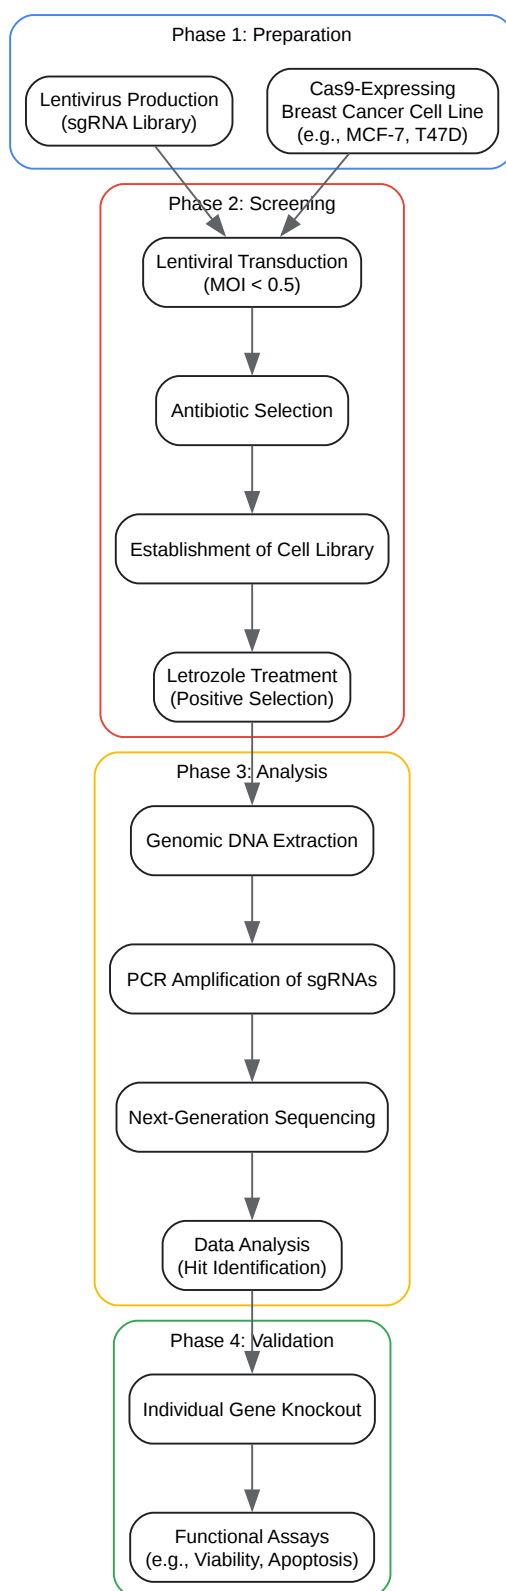 Phase 1: Preparation
Lentivirus Production
(sgRNA Library)
Cas9-Expressing
Breast Cancer Cell Line
(e.g., MCF-7, T47D)
Phase 2: Screening
Lentiviral Transduction
(MOI < 0.5)
Antibiotic Selection
Establishment of Cell Library
Letrozole Treatment
(Positive Selection)
Phase 3: Analysis
Genomic DNA Extraction
PCR Amplification of sgRNAs
Next-Generation Sequencing
Data Analysis
(Hit Identification)
Phase 4: Validation
Individual Gene Knockout
Functional Assays
(e.g., Viability, Apoptosis)